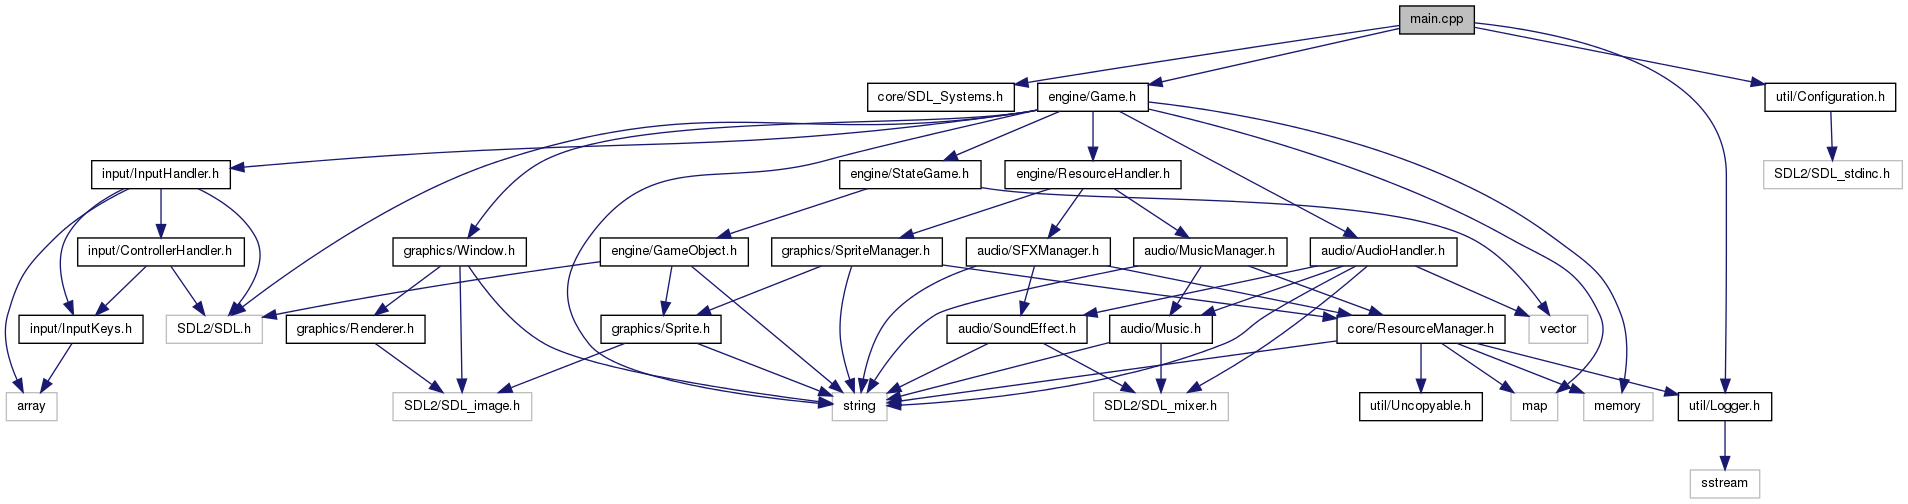 main.cpp
core/SDL_Systems.h
engine/Game.h
util/Configuration.h
input/InputHandler.h
engine/StateGame.h
engine/ResourceHandler.h
SDL2/SDL_stdinc.h
input/ControllerHandler.h
graphics/Window.h
engine/GameObject.h
graphics/SpriteManager.h
audio/SFXManager.h
audio/MusicManager.h
audio/AudioHandler.h
input/InputKeys.h
SDL2/SDL.h
graphics/Renderer.h
graphics/Sprite.h
audio/SoundEffect.h
audio/Music.h
core/ResourceManager.h
vector
array
SDL2/SDL_image.h
string
SDL2/SDL_mixer.h
util/Uncopyable.h
map
memory
util/Logger.h
sstream